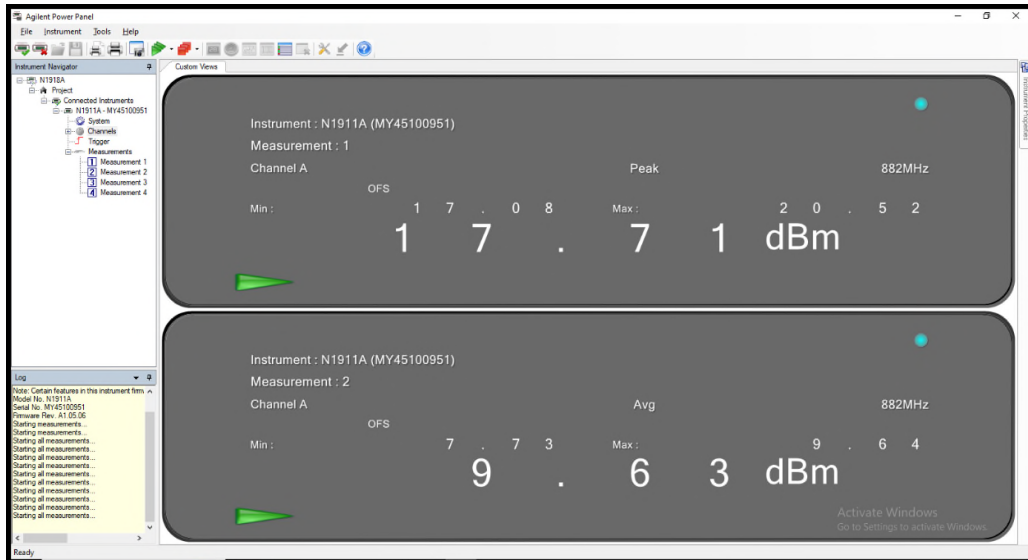 Agilent Power Panel
File Instrument Tools Help
Instrument Navigator
N1918A
Project
Connected Instruments
N1911A - MY45100951
System
Channels
Trigger
Measurements
1 Measurement 1
2 Measurement 2
3 Measurement 3
4 Measurement 4
Custom Views
Instrument : N1911A (MY45100951)
Measurement : 1
Channel A Peak 882MHz
OFS
Min : 17.08 Max : 20.52
17.71 dBm
Instrument : N1911A (MY45100951)
Measurement : 2
Channel A Avg 882MHz
OFS
Min : 7.73 Max : 9.64
9.63 dBm
Activate Windows
Go to Settings to activate Windows.
Instrument Properties
Log
Note: Certain features in this instrument firm
Model No. N1911A
Serial No. MY45100951
Firmware Rev. A1.05.06
Starting measurements...
Starting measurements...
Starting all measurements...
Starting all measurements...
Starting all measurements...
Starting all measurements...
Starting all measurements...
Starting all measurements...
Starting all measurements...
Starting all measurements...
Starting all measurements...
Starting all measurements...
Ready